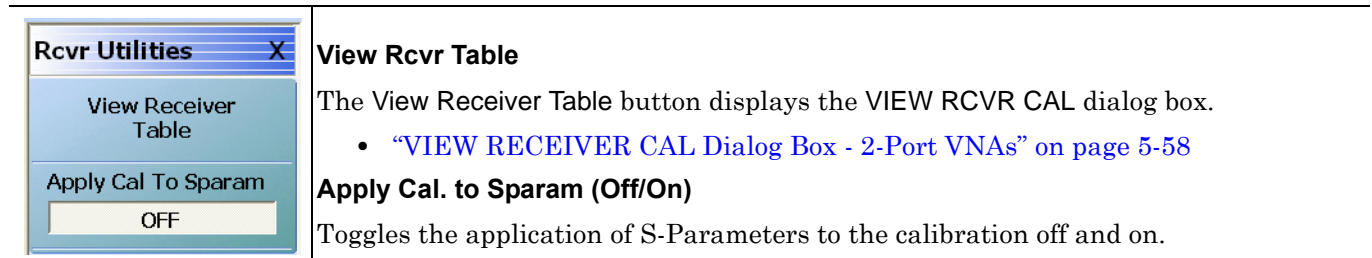 Rcvr Utilities X
View Receiver
Table
Apply Cal To Sparam
OFF
View Rcvr Table
The View Receiver Table button displays the VIEW RCVR CAL dialog box.
• “VIEW RECEIVER CAL Dialog Box - 2-Port VNAs” on page 5-58
Apply Cal. to Sparam (Off/On)
Toggles the application of S-Parameters to the calibration off and on.